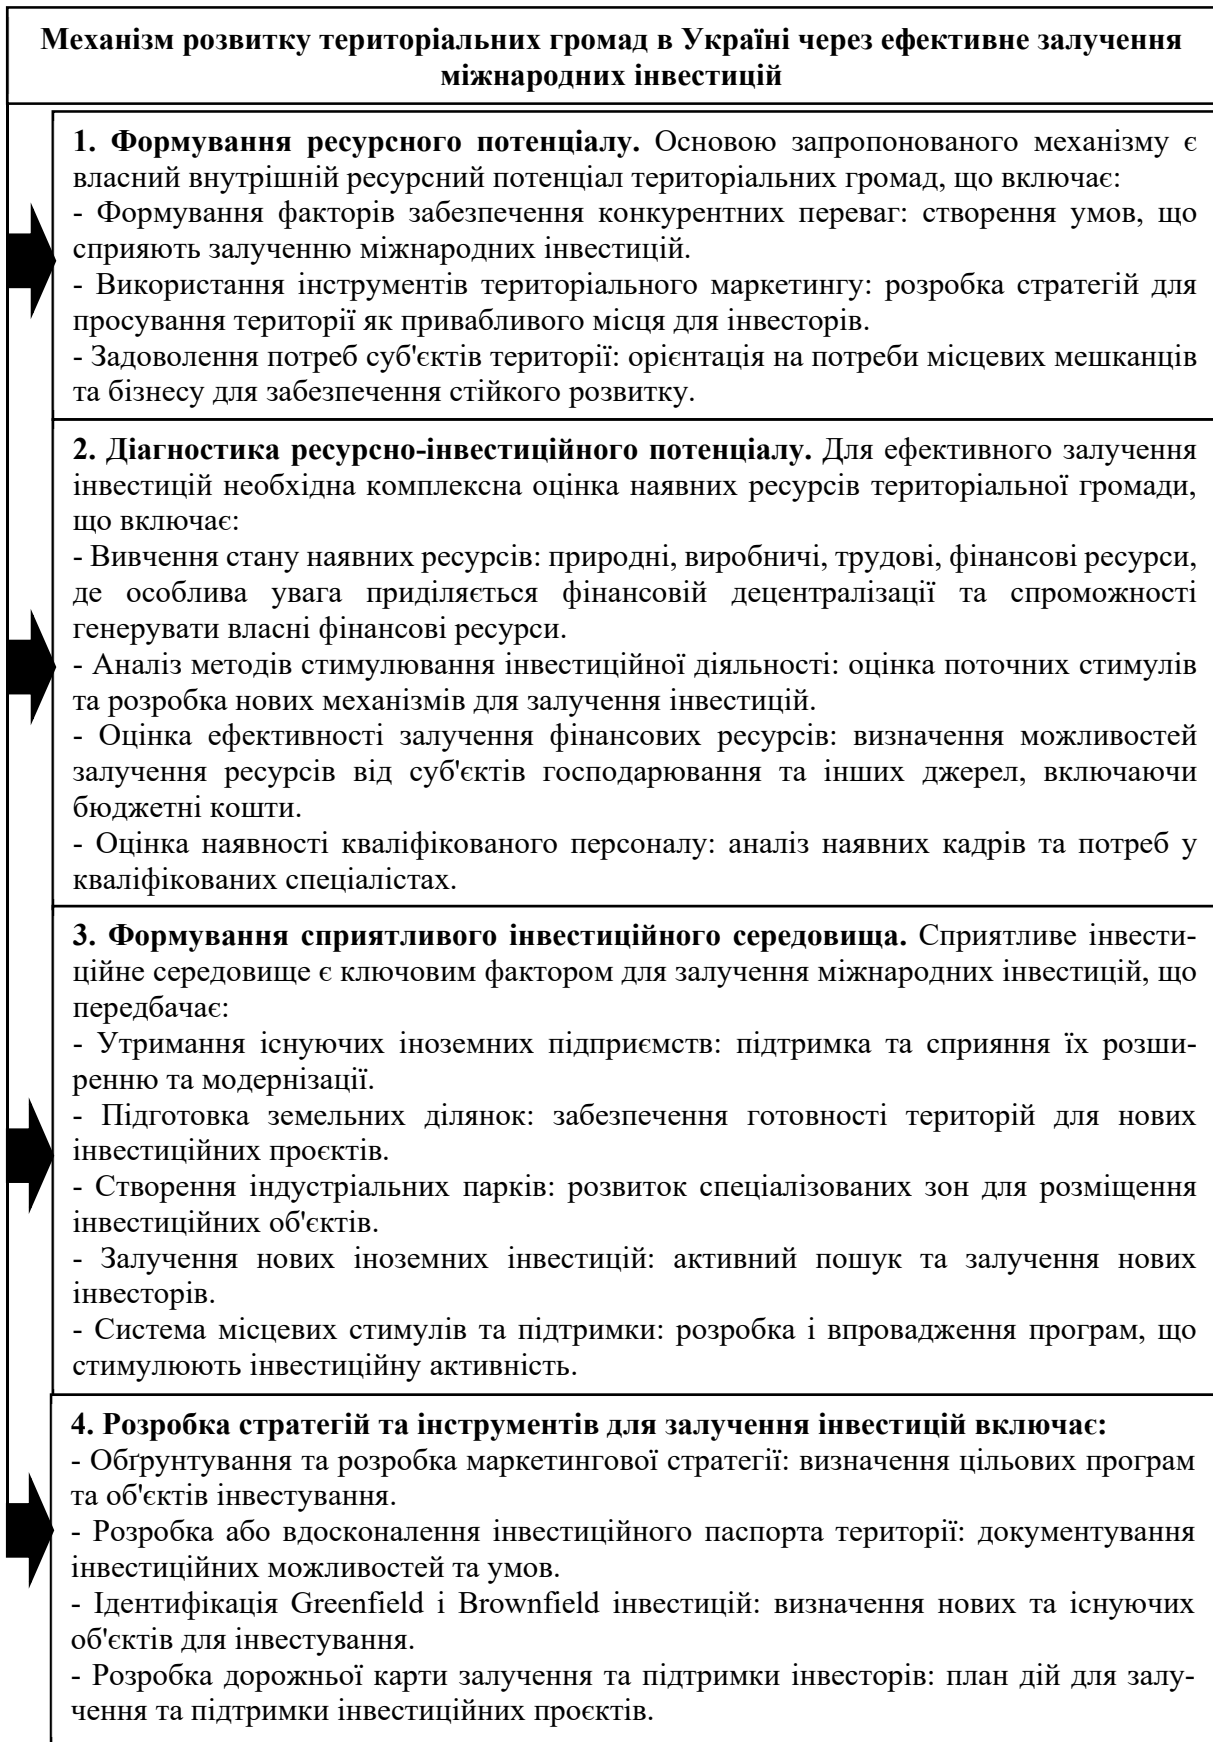 Механізм розвитку територіальних громад в Україні через ефективне залучення
міжнародних інвестицій
1. Формування ресурсного потенціалу. Основою запропонованого механізму є
власний внутрішній ресурсний потенціал територіальних громад, що включає:
- Формування факторів забезпечення конкурентних переваг: створення умов, що
сприяють залученню міжнародних інвестицій.
- Використання інструментів територіального маркетингу: розробка стратегій для
просування території як привабливого місця для інвесторів.
- Задоволення потреб суб'єктів території: орієнтація на потреби місцевих мешканців
та бізнесу для забезпечення стійкого розвитку.
2. Діагностика ресурсно-інвестиційного потенціалу. Для ефективного залучення
інвестицій необхідна комплексна оцінка наявних ресурсів територіальної громади,
що включає:
- Вивчення стану наявних ресурсів: природні, виробничі, трудові, фінансові ресурси,
де особлива увага приділяється фінансовій децентралізації та спроможності
генерувати власні фінансові ресурси.
- Аналіз методів стимулювання інвестиційної діяльності: оцінка поточних стимулів
та розробка нових механізмів для залучення інвестицій.
- Оцінка ефективності залучення фінансових ресурсів: визначення можливостей
залучення ресурсів від суб'єктів господарювання та інших джерел, включаючи
бюджетні кошти.
- Оцінка наявності кваліфікованого персоналу: аналіз наявних кадрів та потреб у
кваліфікованих спеціалістах.
3. Формування сприятливого інвестиційного середовища. Сприятливе інвести-
ційне середовище є ключовим фактором для залучення міжнародних інвестицій, що
передбачає:
- Утримання існуючих іноземних підприємств: підтримка та сприяння їх розши-
ренню та модернізації.
- Підготовка земельних ділянок: забезпечення готовності територій для нових
інвестиційних проєктів.
- Створення індустріальних парків: розвиток спеціалізованих зон для розміщення
інвестиційних об'єктів.
- Залучення нових іноземних інвестицій: активний пошук та залучення нових
інвесторів.
- Система місцевих стимулів та підтримки: розробка і впровадження програм, що
стимулюють інвестиційну активність.
4. Розробка стратегій та інструментів для залучення інвестицій включає:
- Обґрунтування та розробка маркетингової стратегії: визначення цільових програм
та об'єктів інвестування.
- Розробка або вдосконалення інвестиційного паспорта території: документування
інвестиційних можливостей та умов.
- Ідентифікація Greenfield і Brownfield інвестицій: визначення нових та існуючих
об'єктів для інвестування.
- Розробка дорожньої карти залучення та підтримки інвесторів: план дій для залу-
чення та підтримки інвестиційних проєктів.